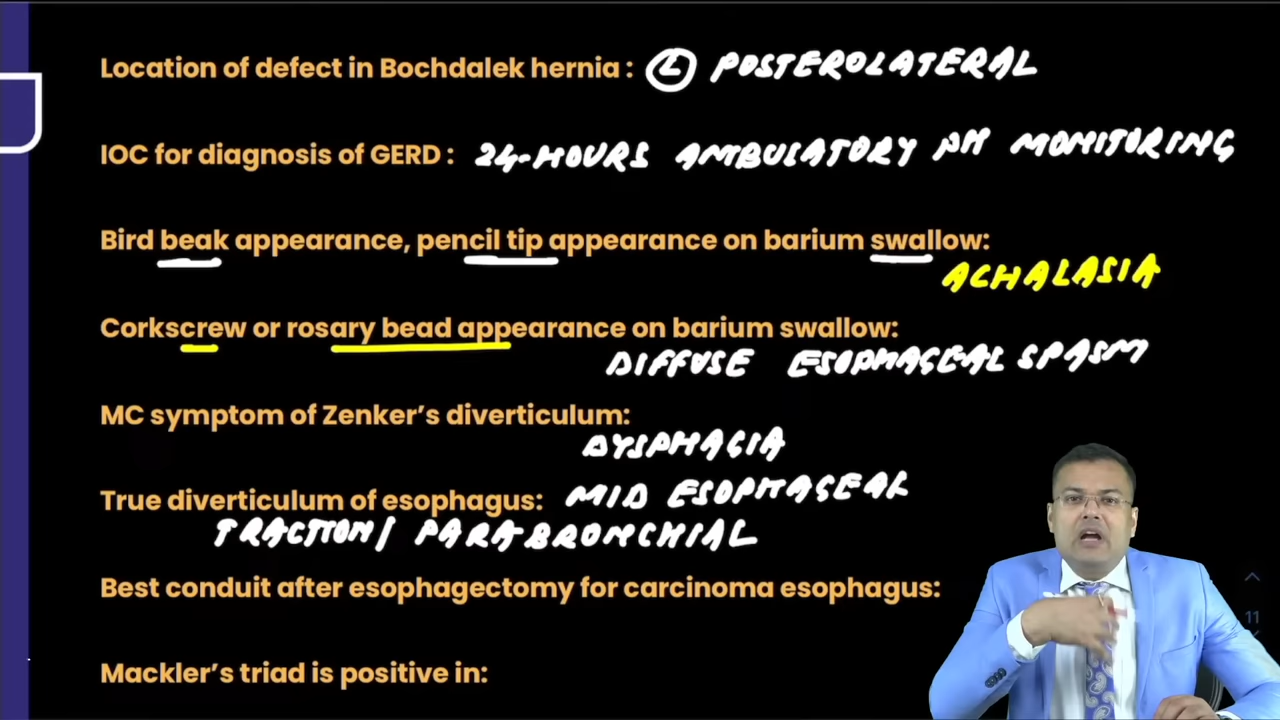 Location of defect in Bochdalek hernia : Ⓛ POSTEROLATERAL
IOC for diagnosis of GERD : 24-HOURS AMBULATORY PH MONITORING
Bird beak appearance, pencil tip appearance on barium swallow:
ACHALASIA
Corkscrew or rosary bead appearance on barium swallow:
DIFFUSE ESOPHAGEAL SPASM
MC symptom of Zenker's diverticulum:
DYSPHAGIA
True diverticulum of esophagus: MID ESOPHAGEAL
TRACTION/ PARABRONCHIAL
Best conduit after esophagectomy for carcinoma esophagus:
11
Mackler's triad is positive in: